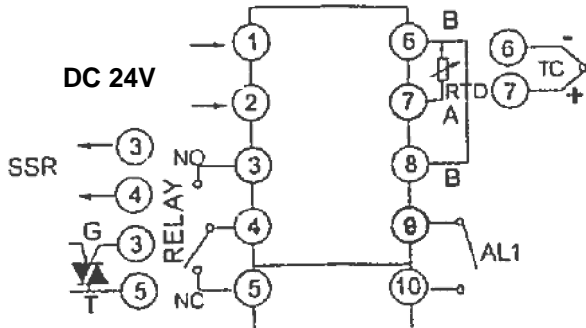 B
1
6
6
-
TC
DC 24V
RTD
7
7
+
2
A
3
NO
SSR
3
8
B
4
RELAY
G
3
4
9
AL1
T
5
NC
5
10